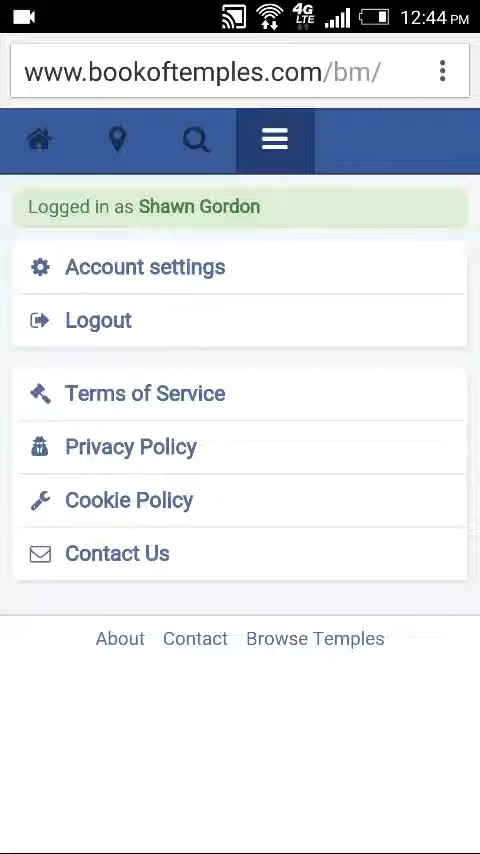 4G LTE 12:44 PM
www.bookoftemples.com/bm/
Logged in as Shawn Gordon
Account settings
Logout
Terms of Service
Privacy Policy
Cookie Policy
Contact Us
About Contact Browse Temples